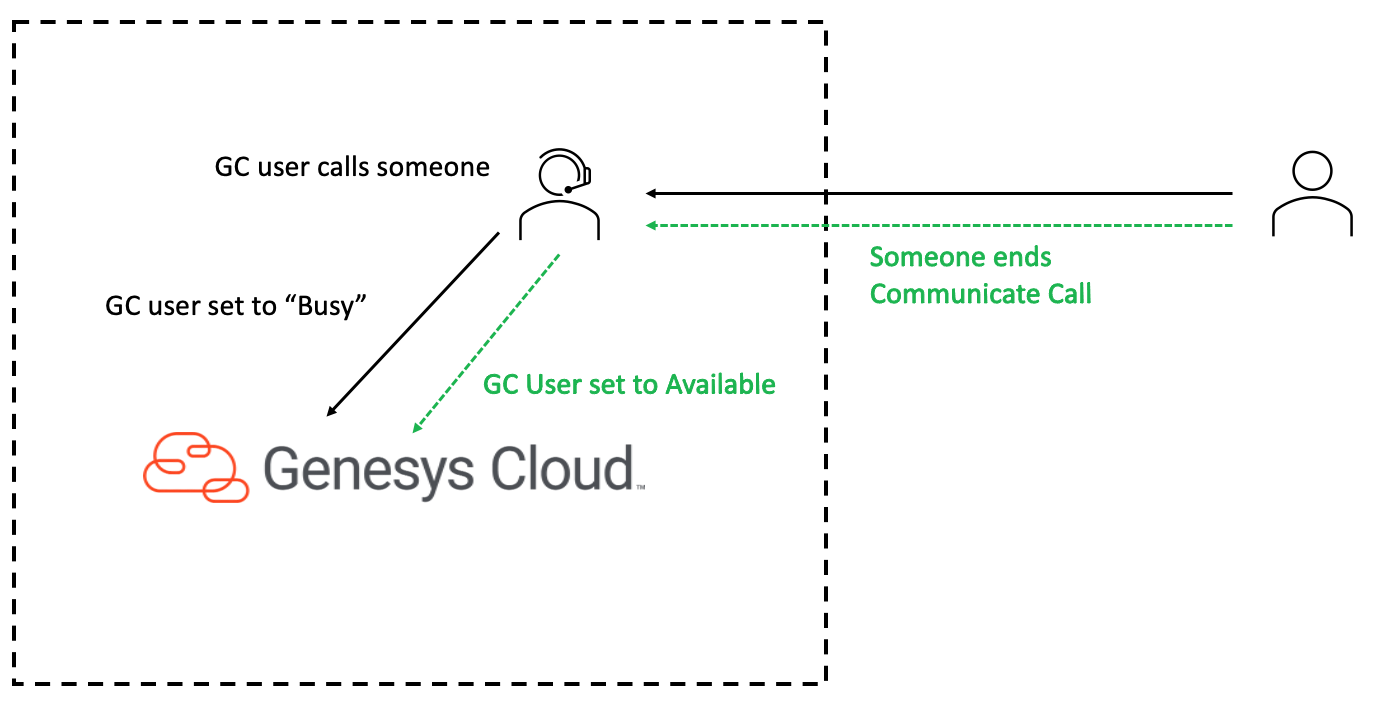 GC user calls someone
Someone ends
Communicate Call
GC user set to “Busy”
GC User set to Available
Genesys Cloud™